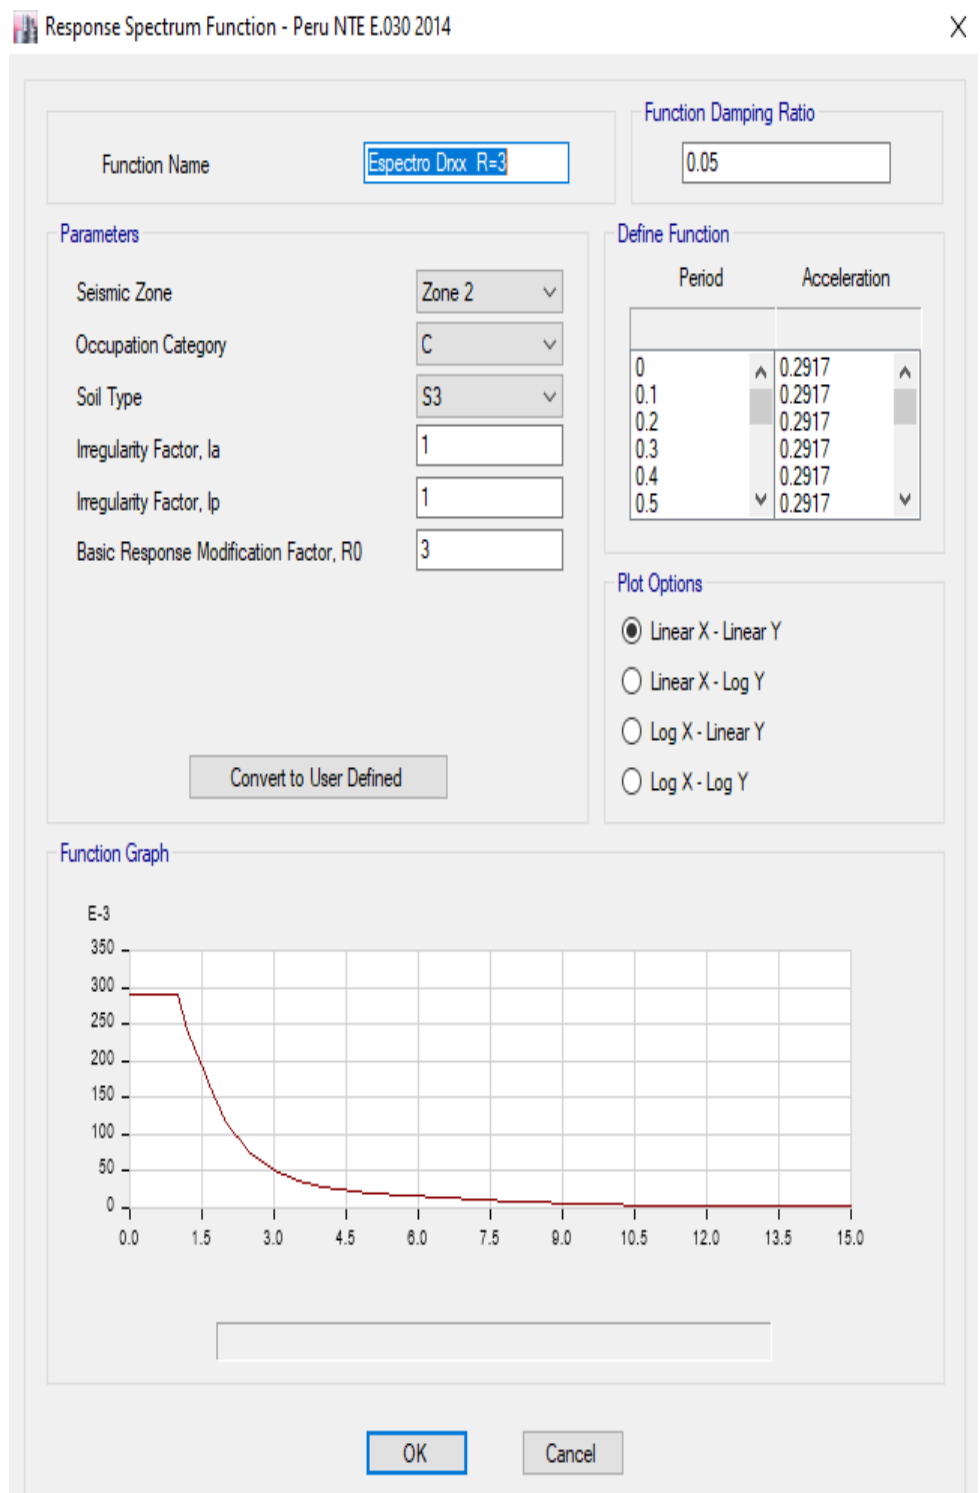 Response Spectrum Function - Peru NTE E.030 2014
Function Name
Espectro Drxx R=3
Function Damping Ratio
0.05
Parameters
Seismic Zone
Zone 2
Occupation Category
C
Soil Type
S3
Irregularity Factor, Ia
1
Irregularity Factor, Ip
1
Basic Response Modification Factor, R0
3
Convert to User Defined
Define Function
Period Acceleration
0 0.2917
0.1 0.2917
0.2 0.2917
0.3 0.2917
0.4 0.2917
0.5 0.2917
Plot Options
Linear X - Linear Y
Linear X - Log Y
Log X - Linear Y
Log X - Log Y
Function Graph
E-3
350
300
250
200
150
100
50
0
0.0 1.5 3.0 4.5 6.0 7.5 9.0 10.5 12.0 13.5 15.0
OK
Cancel